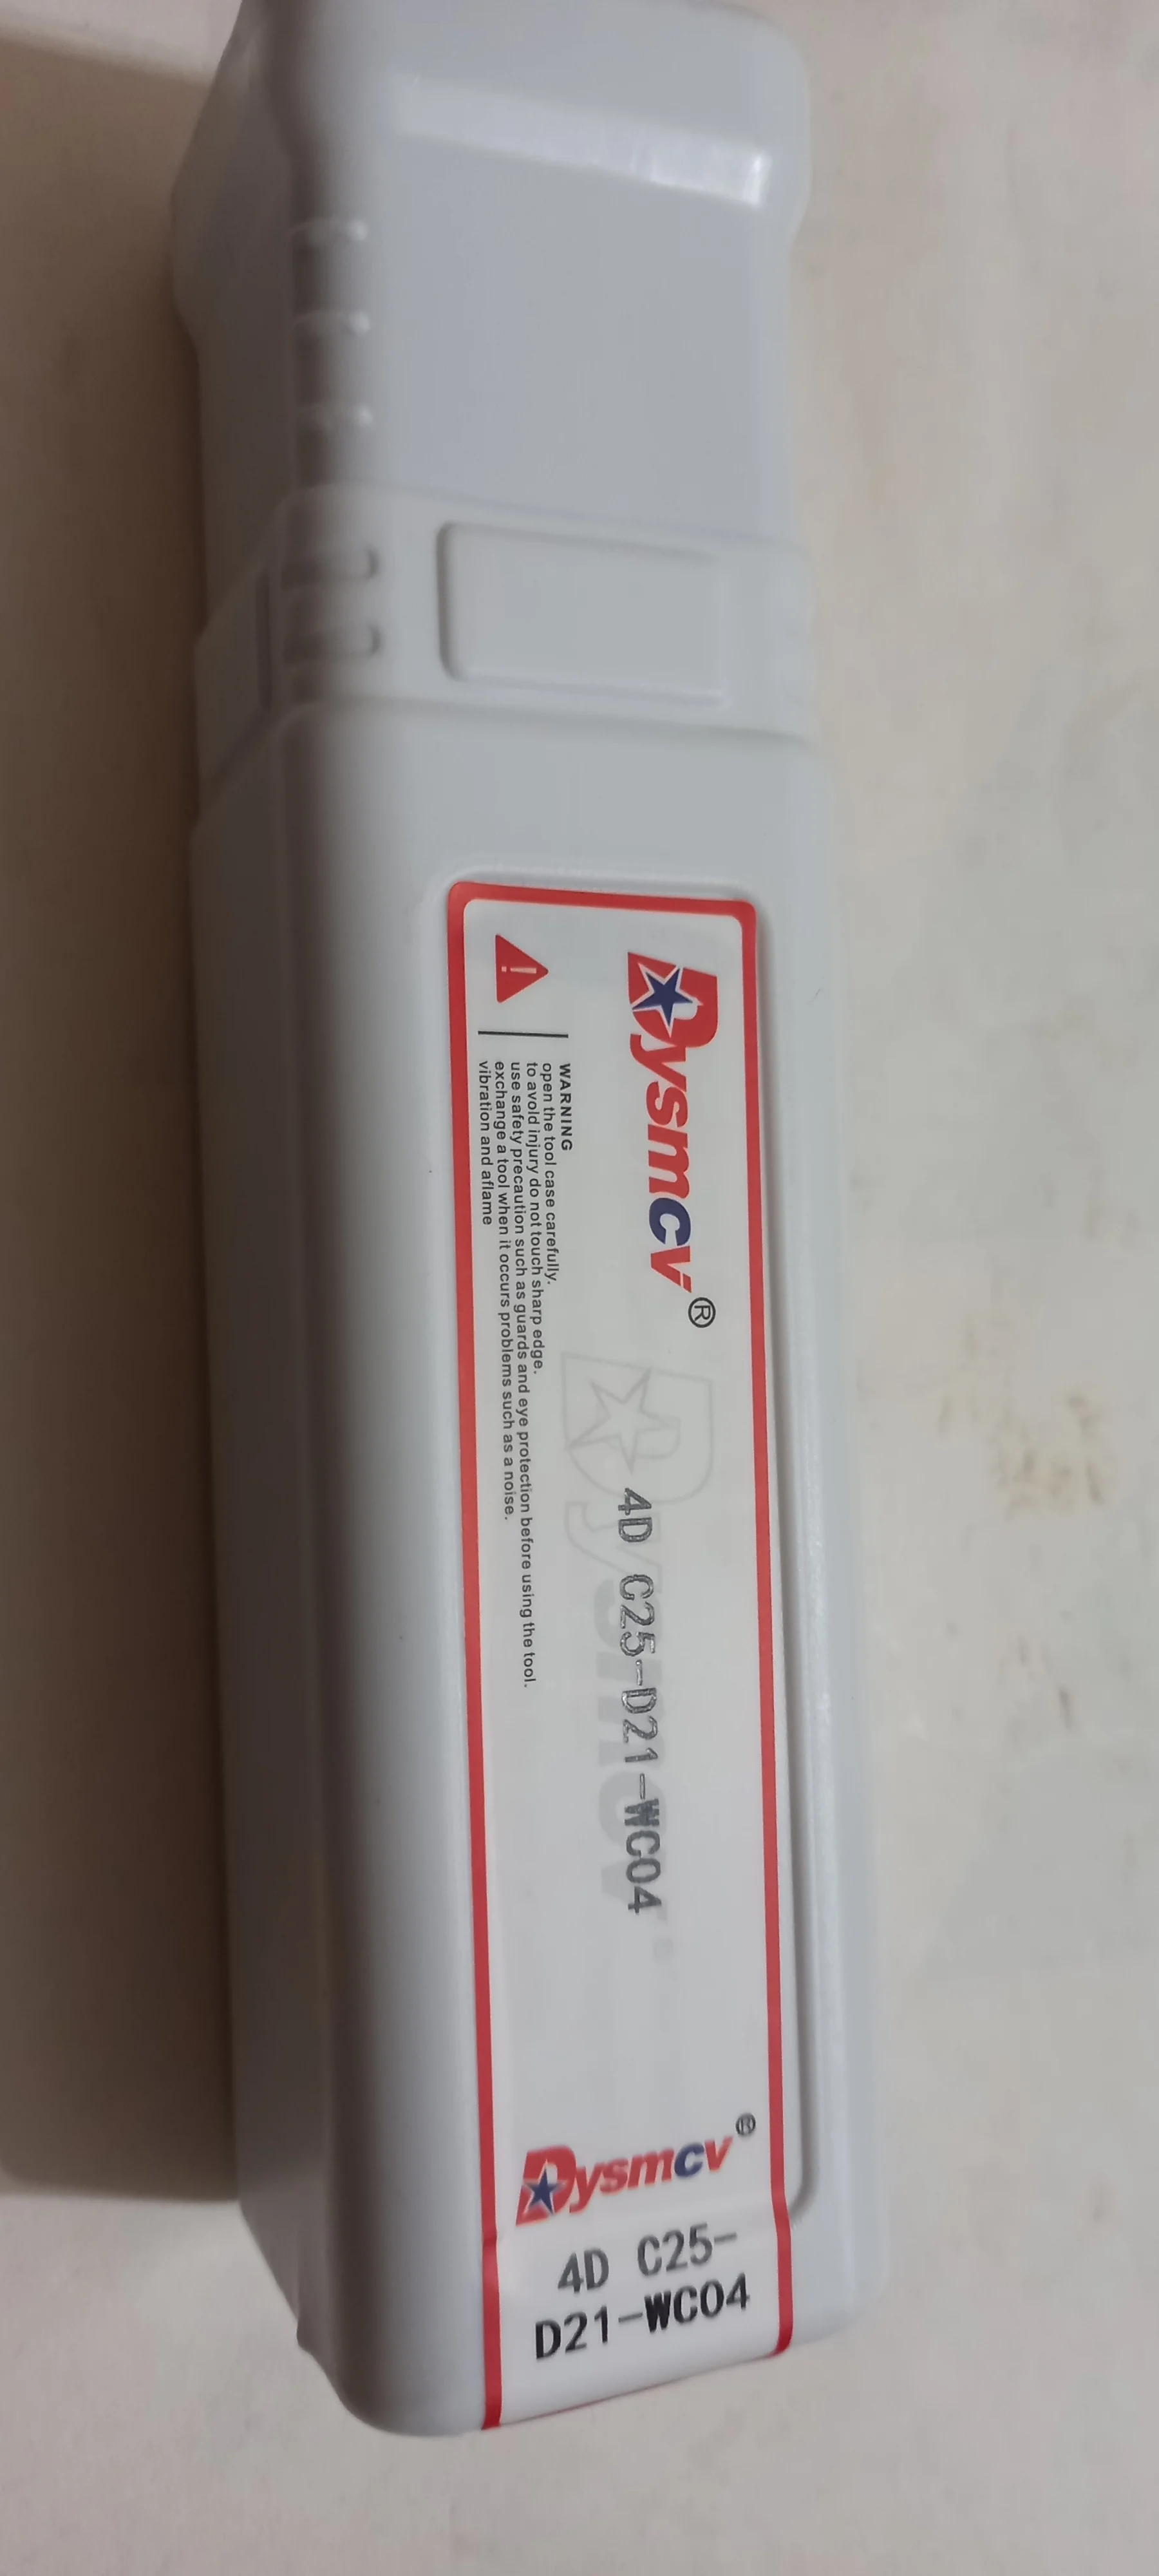 Dysmcv®
4D C25-D21-WC04
WARNING
open the tool case carefully.
to avoid injury do not touch sharp edge.
use safety precaution such as guards and eye protection before using the tool.
exchange a tool when it occurs problems such as a noise.
vibration and aflame
Dysmcv
Dysmcv®
4D C25-
D21-WC04